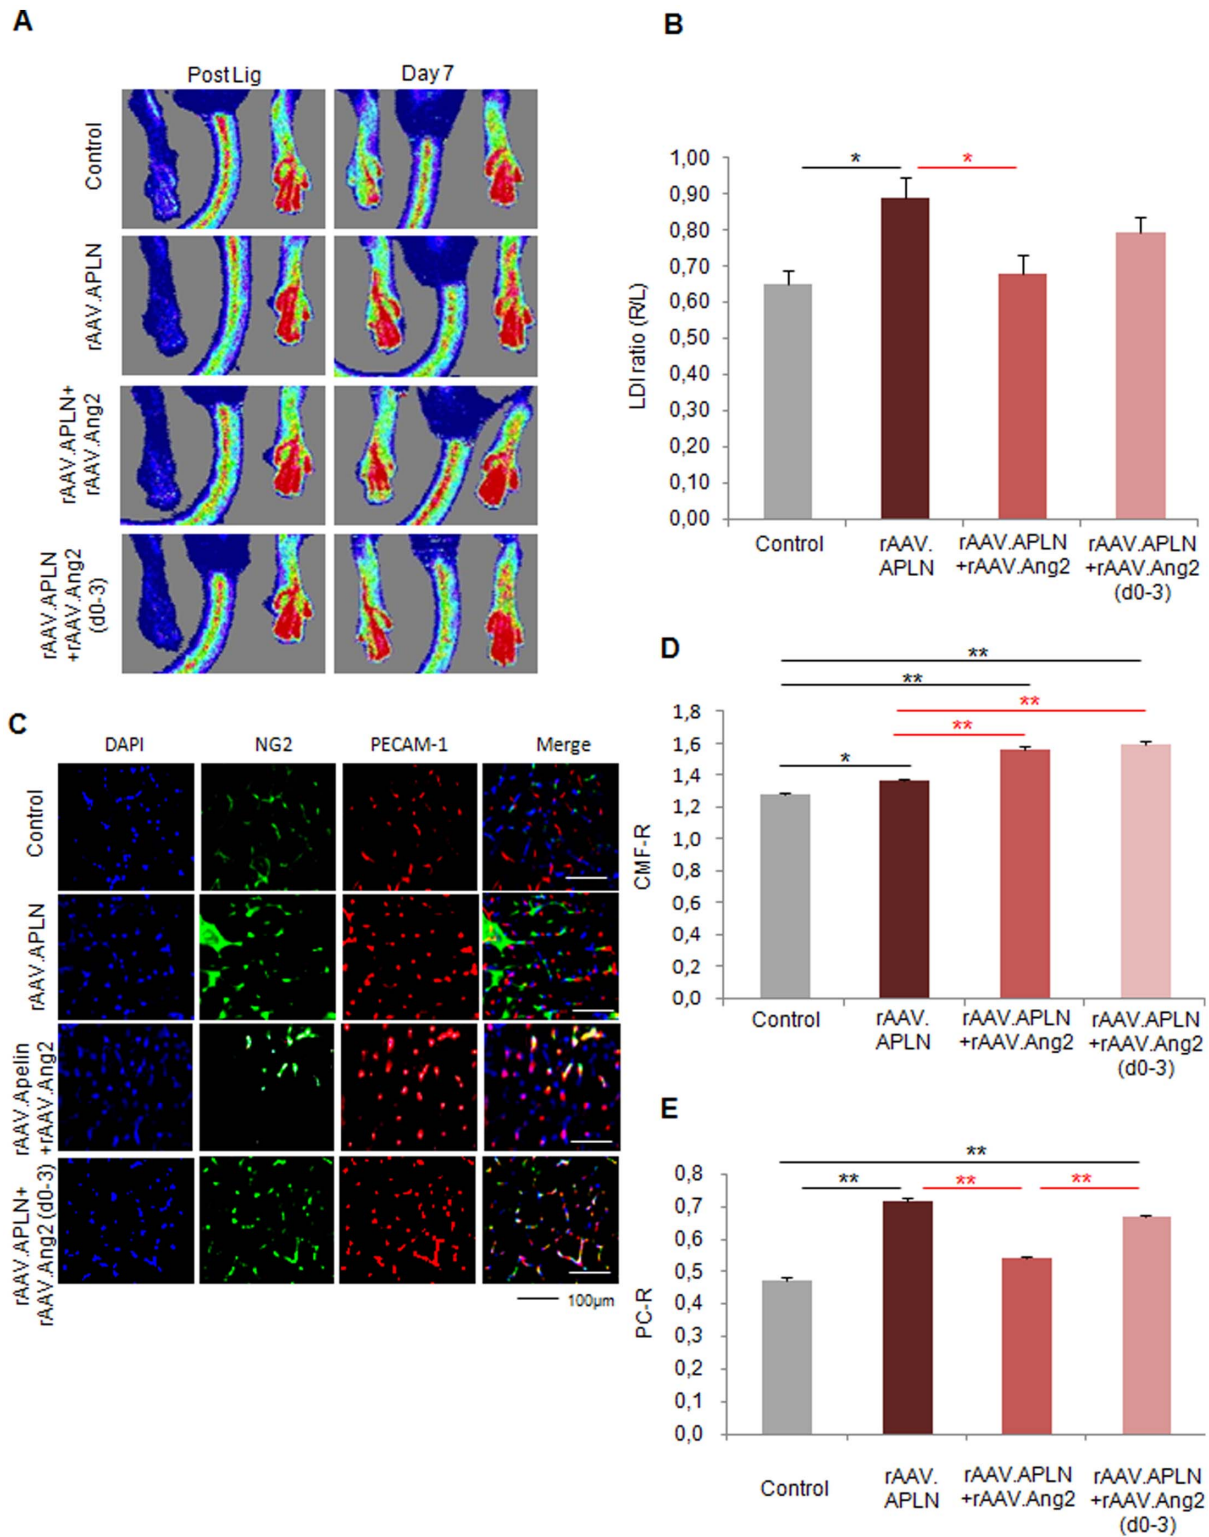 A
Post Lig
Day 7
Control
rAAV.APLN
rAAV.APLN+
rAAV.Ang2
rAAV.APLN
+rAAV.Ang2
(d0-3)
B
LDI ratio (R/L)
1,00
0,90
0,80
0,70
0,60
0,50
0,40
0,30
0,20
0,10
0,00
*
*
Control
rAAV.
APLN
rAAV.APLN
+rAAV.Ang2
rAAV.APLN
+rAAV.Ang2
(d0-3)
C
DAPI
NG2
PECAM-1
Merge
Control
rAAV.APLN
rAAV.Apelin
+rAAV.Ang2
rAAV.APLN+
rAAV.Ang2 (d0-3)
100μm
D
CMF-R
1,8
1,6
1,4
1,2
1,0
0,8
0,6
0,4
0,2
0,0
**
**
**
**
*
Control
rAAV.
APLN
rAAV.APLN
+rAAV.Ang2
rAAV.APLN
+rAAV.Ang2
(d0-3)
E
PC-R
0,8
0,7
0,6
0,5
0,4
0,3
0,2
0,1
0,0
**
**
**
**
Control
rAAV.
APLN
rAAV.APLN
+rAAV.Ang2
rAAV.APLN
+rAAV.Ang2
(d0-3)